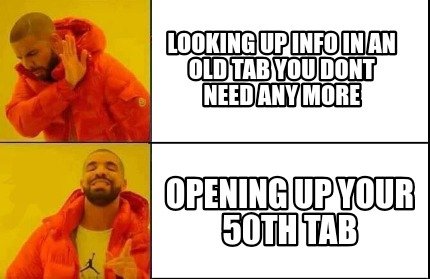 LOOKING UP INFO IN AN
OLD TAB YOU DONT
NEED ANY MORE
OPENING UP YOUR
50TH TAB